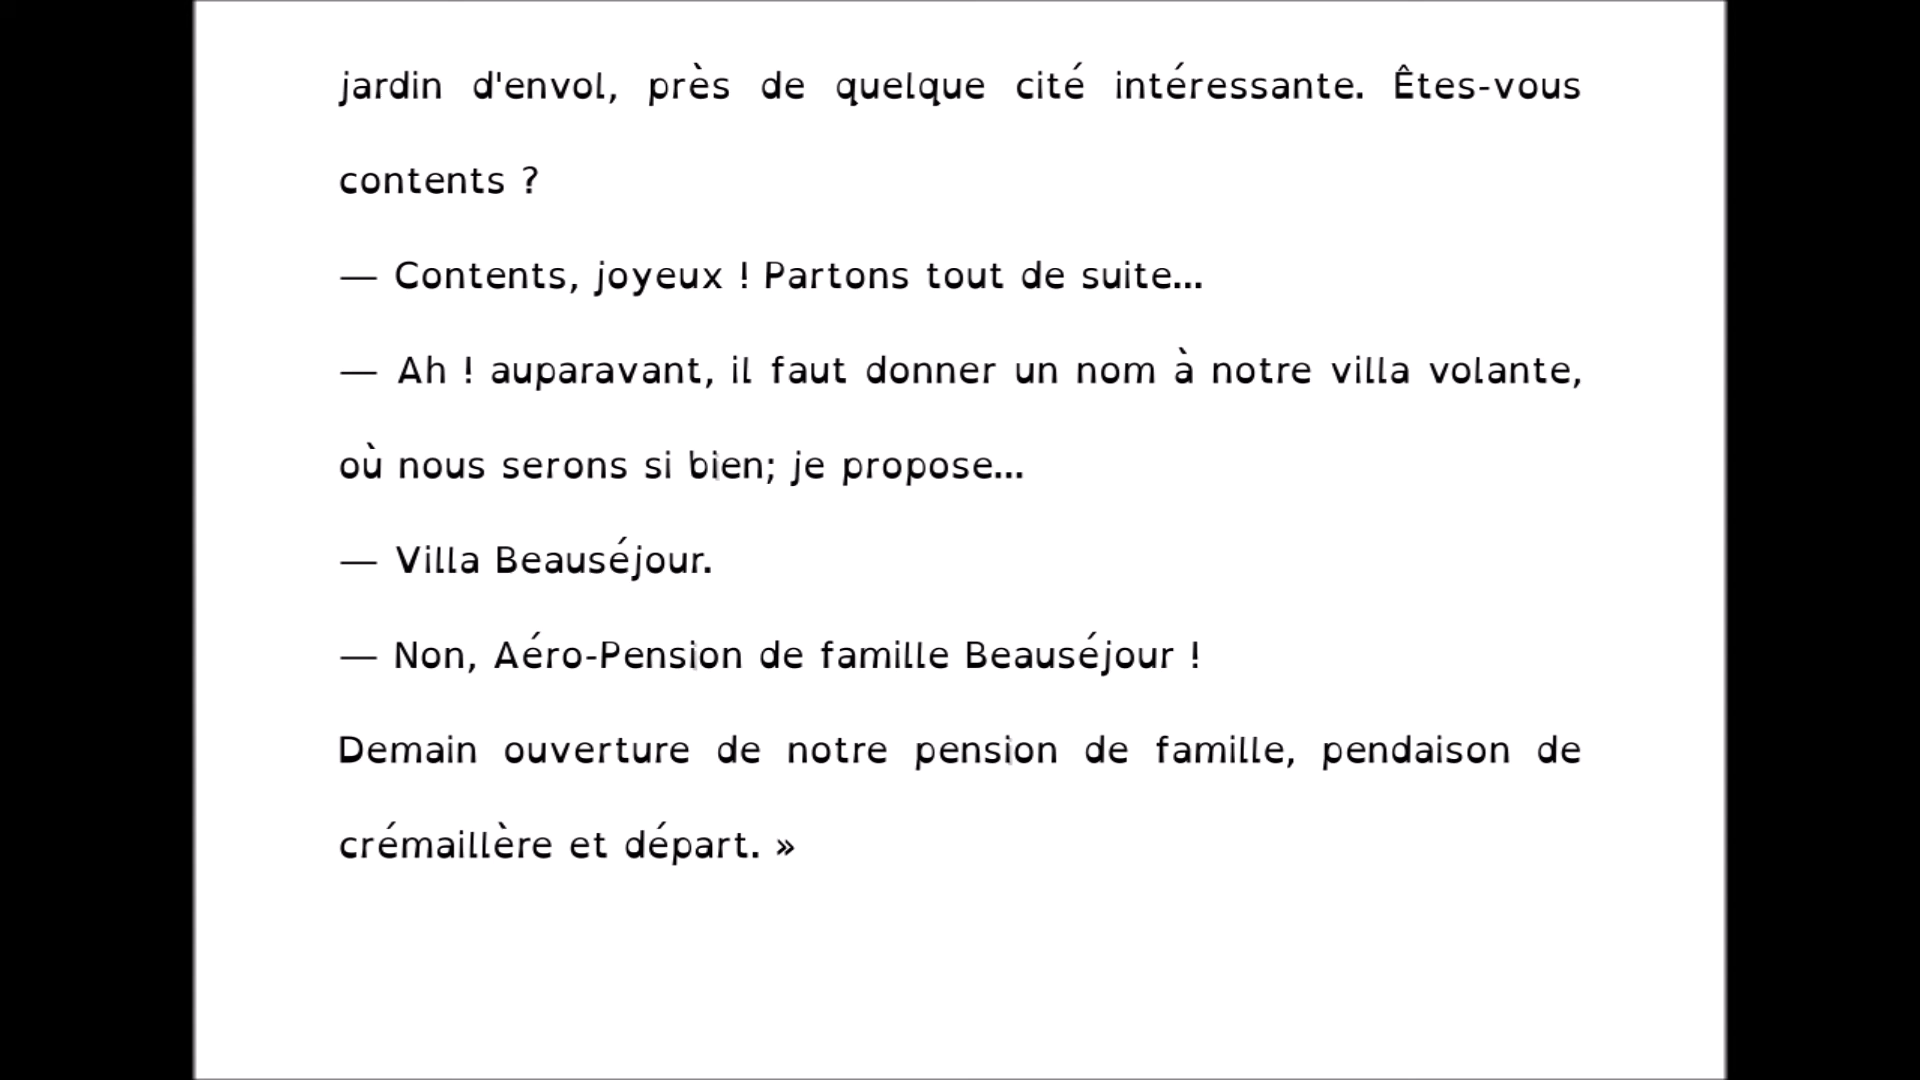 jardin d'envol, près de quelque cité intéressante. Êtes-vous
contents ?
— Contents, joyeux ! Partons tout de suite...
— Ah ! auparavant, il faut donner un nom à notre villa volante,
où nous serons si bien; je propose...
— Villa Beauséjour.
— Non, Aéro-Pension de famille Beauséjour !
Demain ouverture de notre pension de famille, pendaison de
crémaillère et départ. »